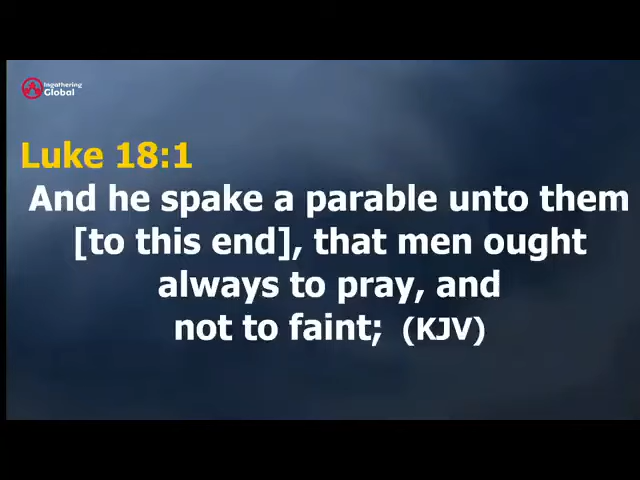 Ingathering
Global
Luke 18:1
And he spake a parable unto them
[to this end], that men ought
always to pray, and
not to faint; (KJV)